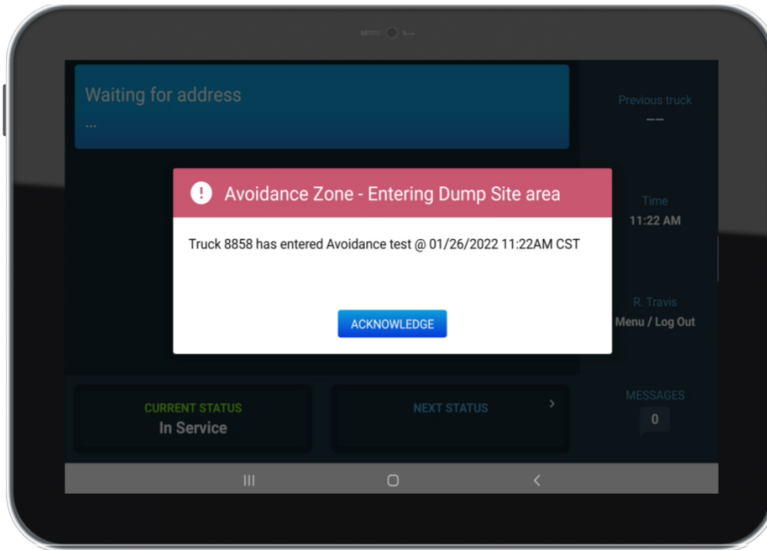 Waiting for address
...
Previous truck
——
Avoidance Zone - Entering Dump Site area
Truck 8858 has entered Avoidance test @ 01/26/2022 11:22AM CST
ACKNOWLEDGE
Time
11:22 AM
R. Travis
Menu / Log Out
CURRENT STATUS
In Service
NEXT STATUS
MESSAGES
0